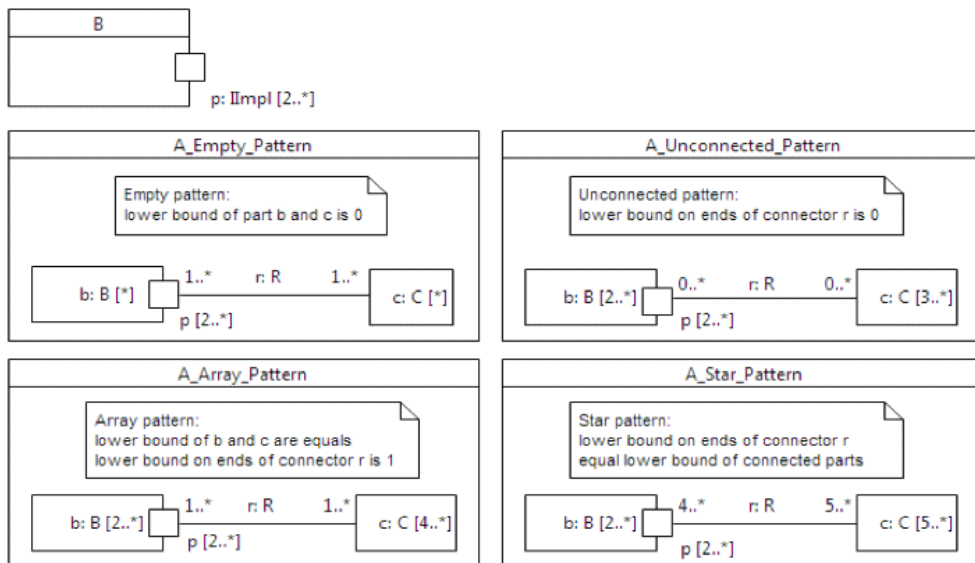 B
p: IImpl [2..*]
A_Empty_Pattern
Empty pattern:
lower bound of part b and c is 0
b: B [*]
1..* r: R 1..*
c: C [*]
p [2..*]
A_Unconnected_Pattern
Unconnected pattern:
lower bound on ends of connector r is 0
b: B [2..*]
0..* r: R 0..*
c: C [3..*]
p [2..*]
A_Array_Pattern
Array pattern:
lower bound of b and c are equals
lower bound on ends of connector r is 1
b: B [2..*]
1..* r: R 1..*
c: C [4..*]
p [2..*]
A_Star_Pattern
Star pattern:
lower bound on ends of connector r
equal lower bound of connected parts
b: B [2..*]
4..* r: R 5..*
c: C [5..*]
p [2..*]